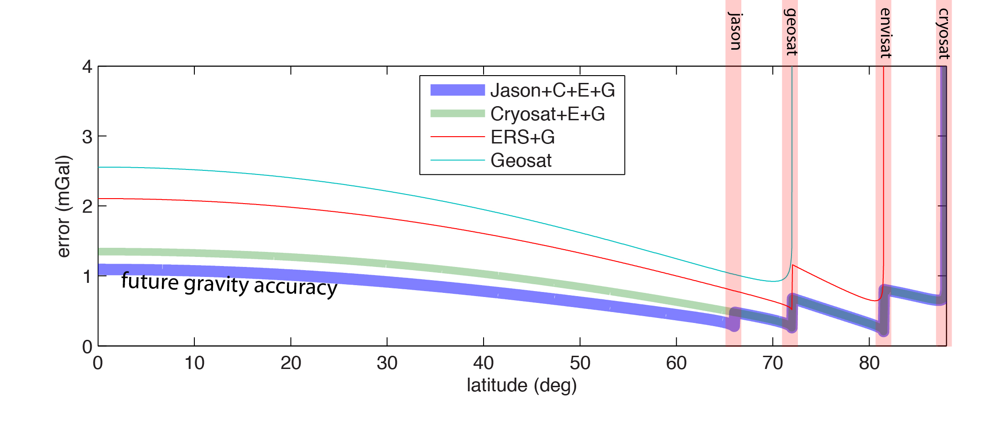 jason
geosat
envisat
cryosat
4
3
2
1
0
error (mGal)
Jason+C+E+G
Cryosat+E+G
ERS+G
Geosat
future gravity accuracy
0 10 20 30 40 50 60 70 80
latitude (deg)